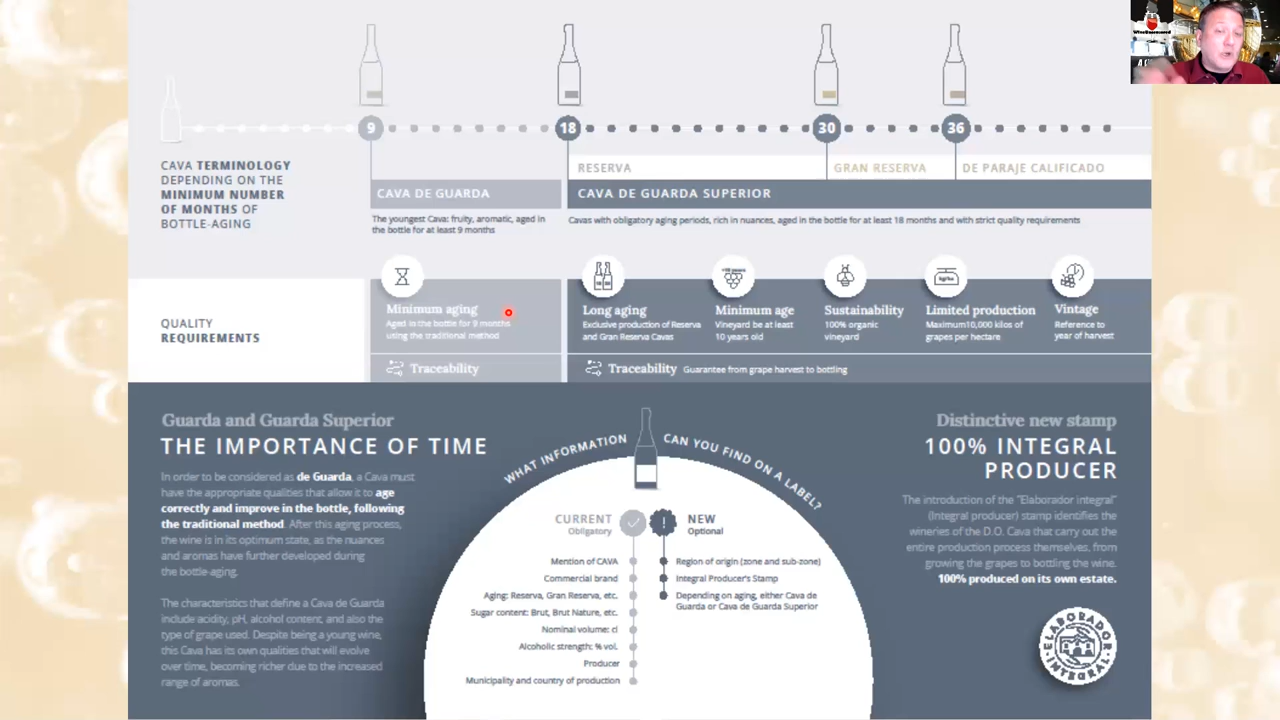 9
18
30
36
CAVA TERMINOLOGY
DEPENDING ON THE
MINIMUM NUMBER
OF MONTHS OF
BOTTLE-AGING
RESERVA
GRAN RESERVA
DE PARAJE CALIFICADO
CAVA DE GUARDA
CAVA DE GUARDA SUPERIOR
The youngest Cava: fruity, aromatic, aged in
the bottle for at least 9 months
Cavas with obligatory aging periods, rich in nuances, aged in the bottle for at least 18 months and with strict quality requirements
QUALITY
REQUIREMENTS
Minimum aging
Aged in the bottle for 9 months
using the traditional method
Traceability
Long aging
Exclusive production of Reserva
and Gran Reserva Cavas
Minimum age
Vineyard be at least
10 years old
Sustainability
100% organic
vineyard
Limited production
Maximum10,000 kilos of
grapes per hectare
Vintage
Reference to
year of harvest
Traceability Guarantee from grape harvest to bottling
Guarda and Guarda Superior
THE IMPORTANCE OF TIME
In order to be considered as de Guarda, a Cava must
have the appropriate qualities that allow it to age
correctly and improve in the bottle, following
the traditional method. After this aging process,
the wine is in its optimum state, as the nuances
and aromas have further developed during
the bottle-aging.
The characteristics that define a Cava de Guarda
include acidity, pH, alcohol content, and also the
type of grape used. Despite being a young wine,
this Cava has its own qualities that will evolve
over time, becoming richer due to the increased
range of aromas.
WHAT INFORMATION CAN YOU FIND ON A LABEL?
CURRENT
Obligatory
Mention of CAVA
Commercial brand
Aging: Reserva, Gran Reserva, etc.
Sugar content: Brut, Brut Nature, etc.
Nominal volume: cl
Alcoholic strength: % vol.
Producer
Municipality and country of production
NEW
Optional
Region of origin (zone and sub-zone)
Integral Producer's Stamp
Depending on aging, either Cava de
Guarda or Cava de Guarda Superior
Distinctive new stamp
100% INTEGRAL
PRODUCER
The introduction of the "Elaborador integral"
(Integral producer) stamp identifies the
wineries of the D.O. Cava that carry out the
entire production process themselves, from
growing the grapes to bottling the wine.
100% produced on its own estate.
ELABORADOR
INTEGRAL